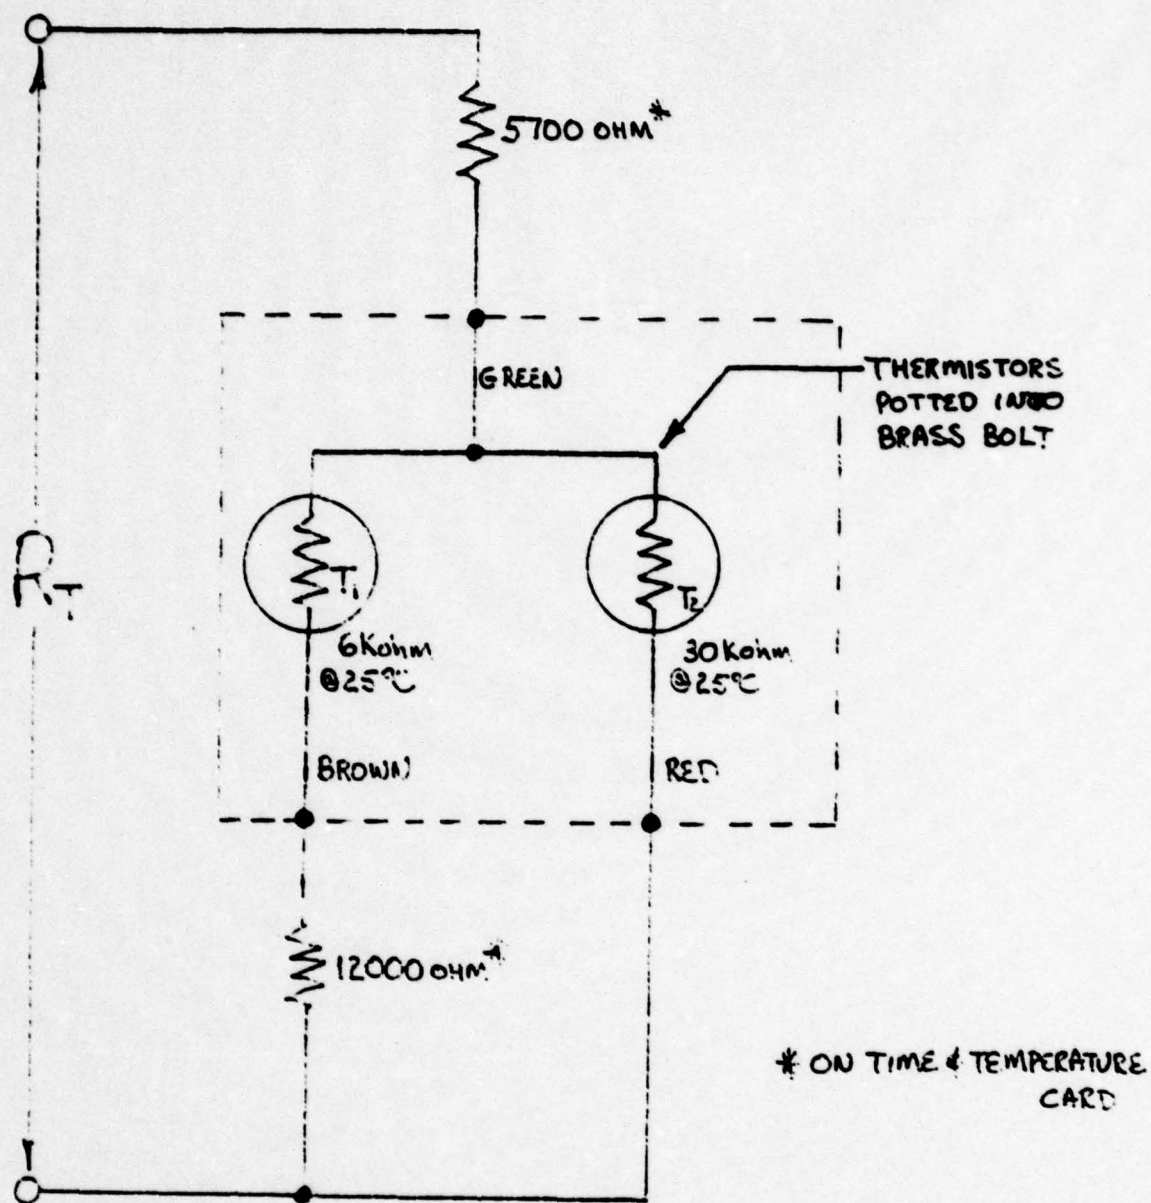 5700 OHM*
GREEN
THERMISTORS
POTTED INTO
BRASS BOLT
RT
T1
T2
6Kohm
@25°C
30Kohm
@25°C
BROWN
RED
12000 OHM*
* ON TIME & TEMPERATURE
CARD